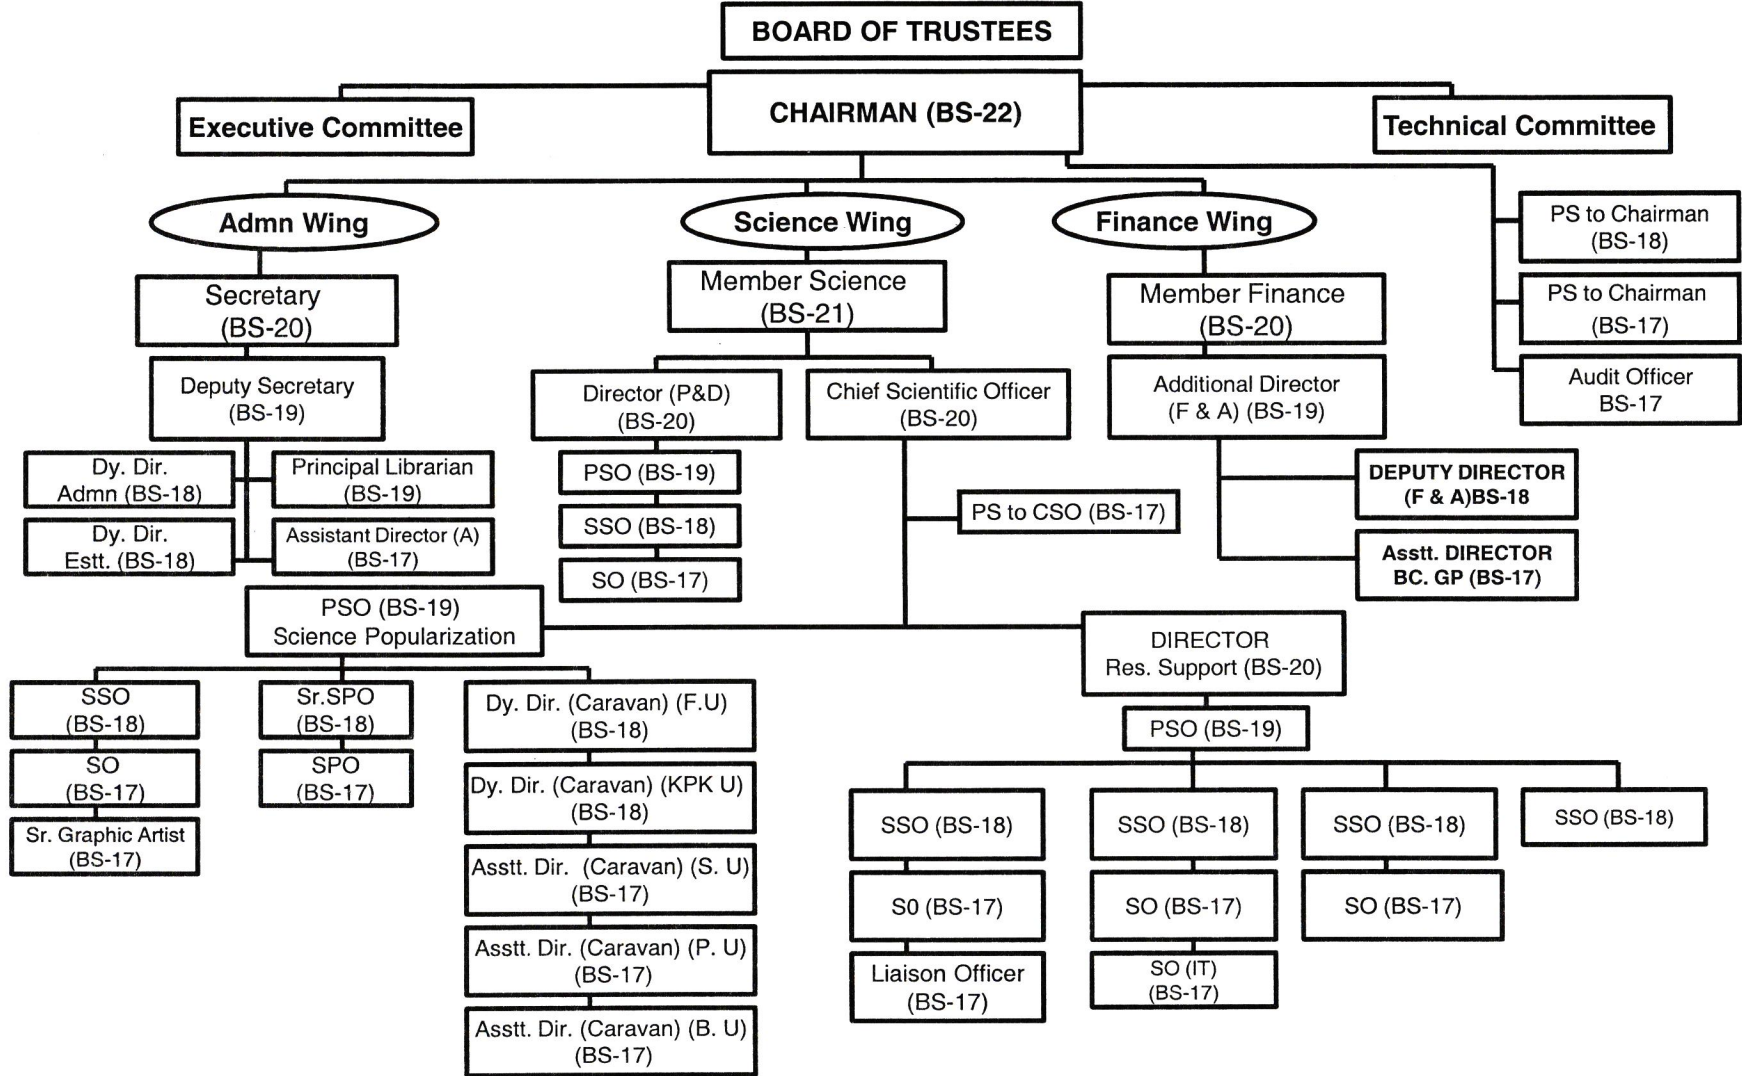 BOARD OF TRUSTEES
CHAIRMAN (BS-22)
Executive Committee
Technical Committee
Admn Wing
Science Wing
Finance Wing
PS to Chairman
(BS-18)
PS to Chairman
(BS-17)
Audit Officer
BS-17
Secretary
(BS-20)
Member Science
(BS-21)
Member Finance
(BS-20)
Deputy Secretary
(BS-19)
Director (P&D)
(BS-20)
Chief Scientific Officer
(BS-20)
Additional Director
(F & A) (BS-19)
Dy. Dir.
Admn (BS-18)
Principal Librarian
(BS-19)
Dy. Dir.
Estt. (BS-18)
Assistant Director (A)
(BS-17)
PSO (BS-19)
SSO (BS-18)
SO (BS-17)
PS to CSO (BS-17)
DEPUTY DIRECTOR
(F & A)BS-18
Asstt. DIRECTOR
BC. GP (BS-17)
PSO (BS-19)
Science Popularization
DIRECTOR
Res. Support (BS-20)
SSO
(BS-18)
SO
(BS-17)
Sr. Graphic Artist
(BS-17)
Sr.SPO
(BS-18)
SPO
(BS-17)
Dy. Dir. (Caravan) (F.U)
(BS-18)
Dy. Dir. (Caravan) (KPK U)
(BS-18)
Asstt. Dir. (Caravan) (S. U)
(BS-17)
Asstt. Dir. (Caravan) (P. U)
(BS-17)
Asstt. Dir. (Caravan) (B. U)
(BS-17)
PSO (BS-19)
SSO (BS-18)
S0 (BS-17)
Liaison Officer
(BS-17)
SSO (BS-18)
SO (BS-17)
SO (IT)
(BS-17)
SSO (BS-18)
SO (BS-17)
SSO (BS-18)